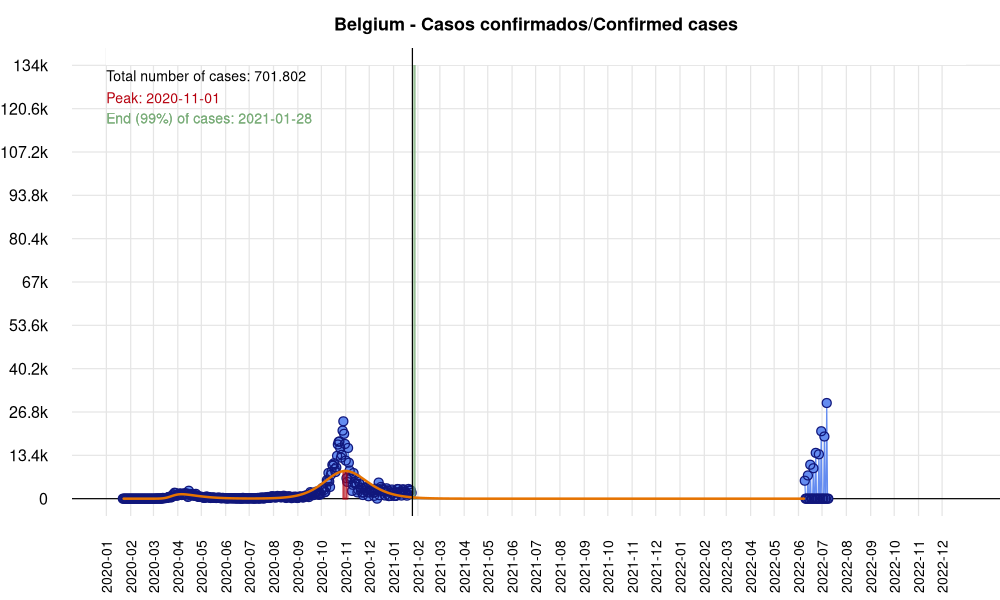 Belgium - Casos confirmados/Confirmed cases
Total number of cases: 701.802
Peak: 2020-11-01
End (99%) of cases: 2021-01-28
134k
120.6k
107.2k
93.8k
80.4k
67k
53.6k
40.2k
26.8k
13.4k
0
2020-01
2020-02
2020-03
2020-04
2020-05
2020-06
2020-07
2020-08
2020-09
2020-10
2020-11
2020-12
2021-01
2021-02
2021-03
2021-04
2021-05
2021-06
2021-07
2021-08
2021-09
2021-10
2021-11
2021-12
2022-01
2022-02
2022-03
2022-04
2022-05
2022-06
2022-07
2022-08
2022-09
2022-10
2022-11
2022-12